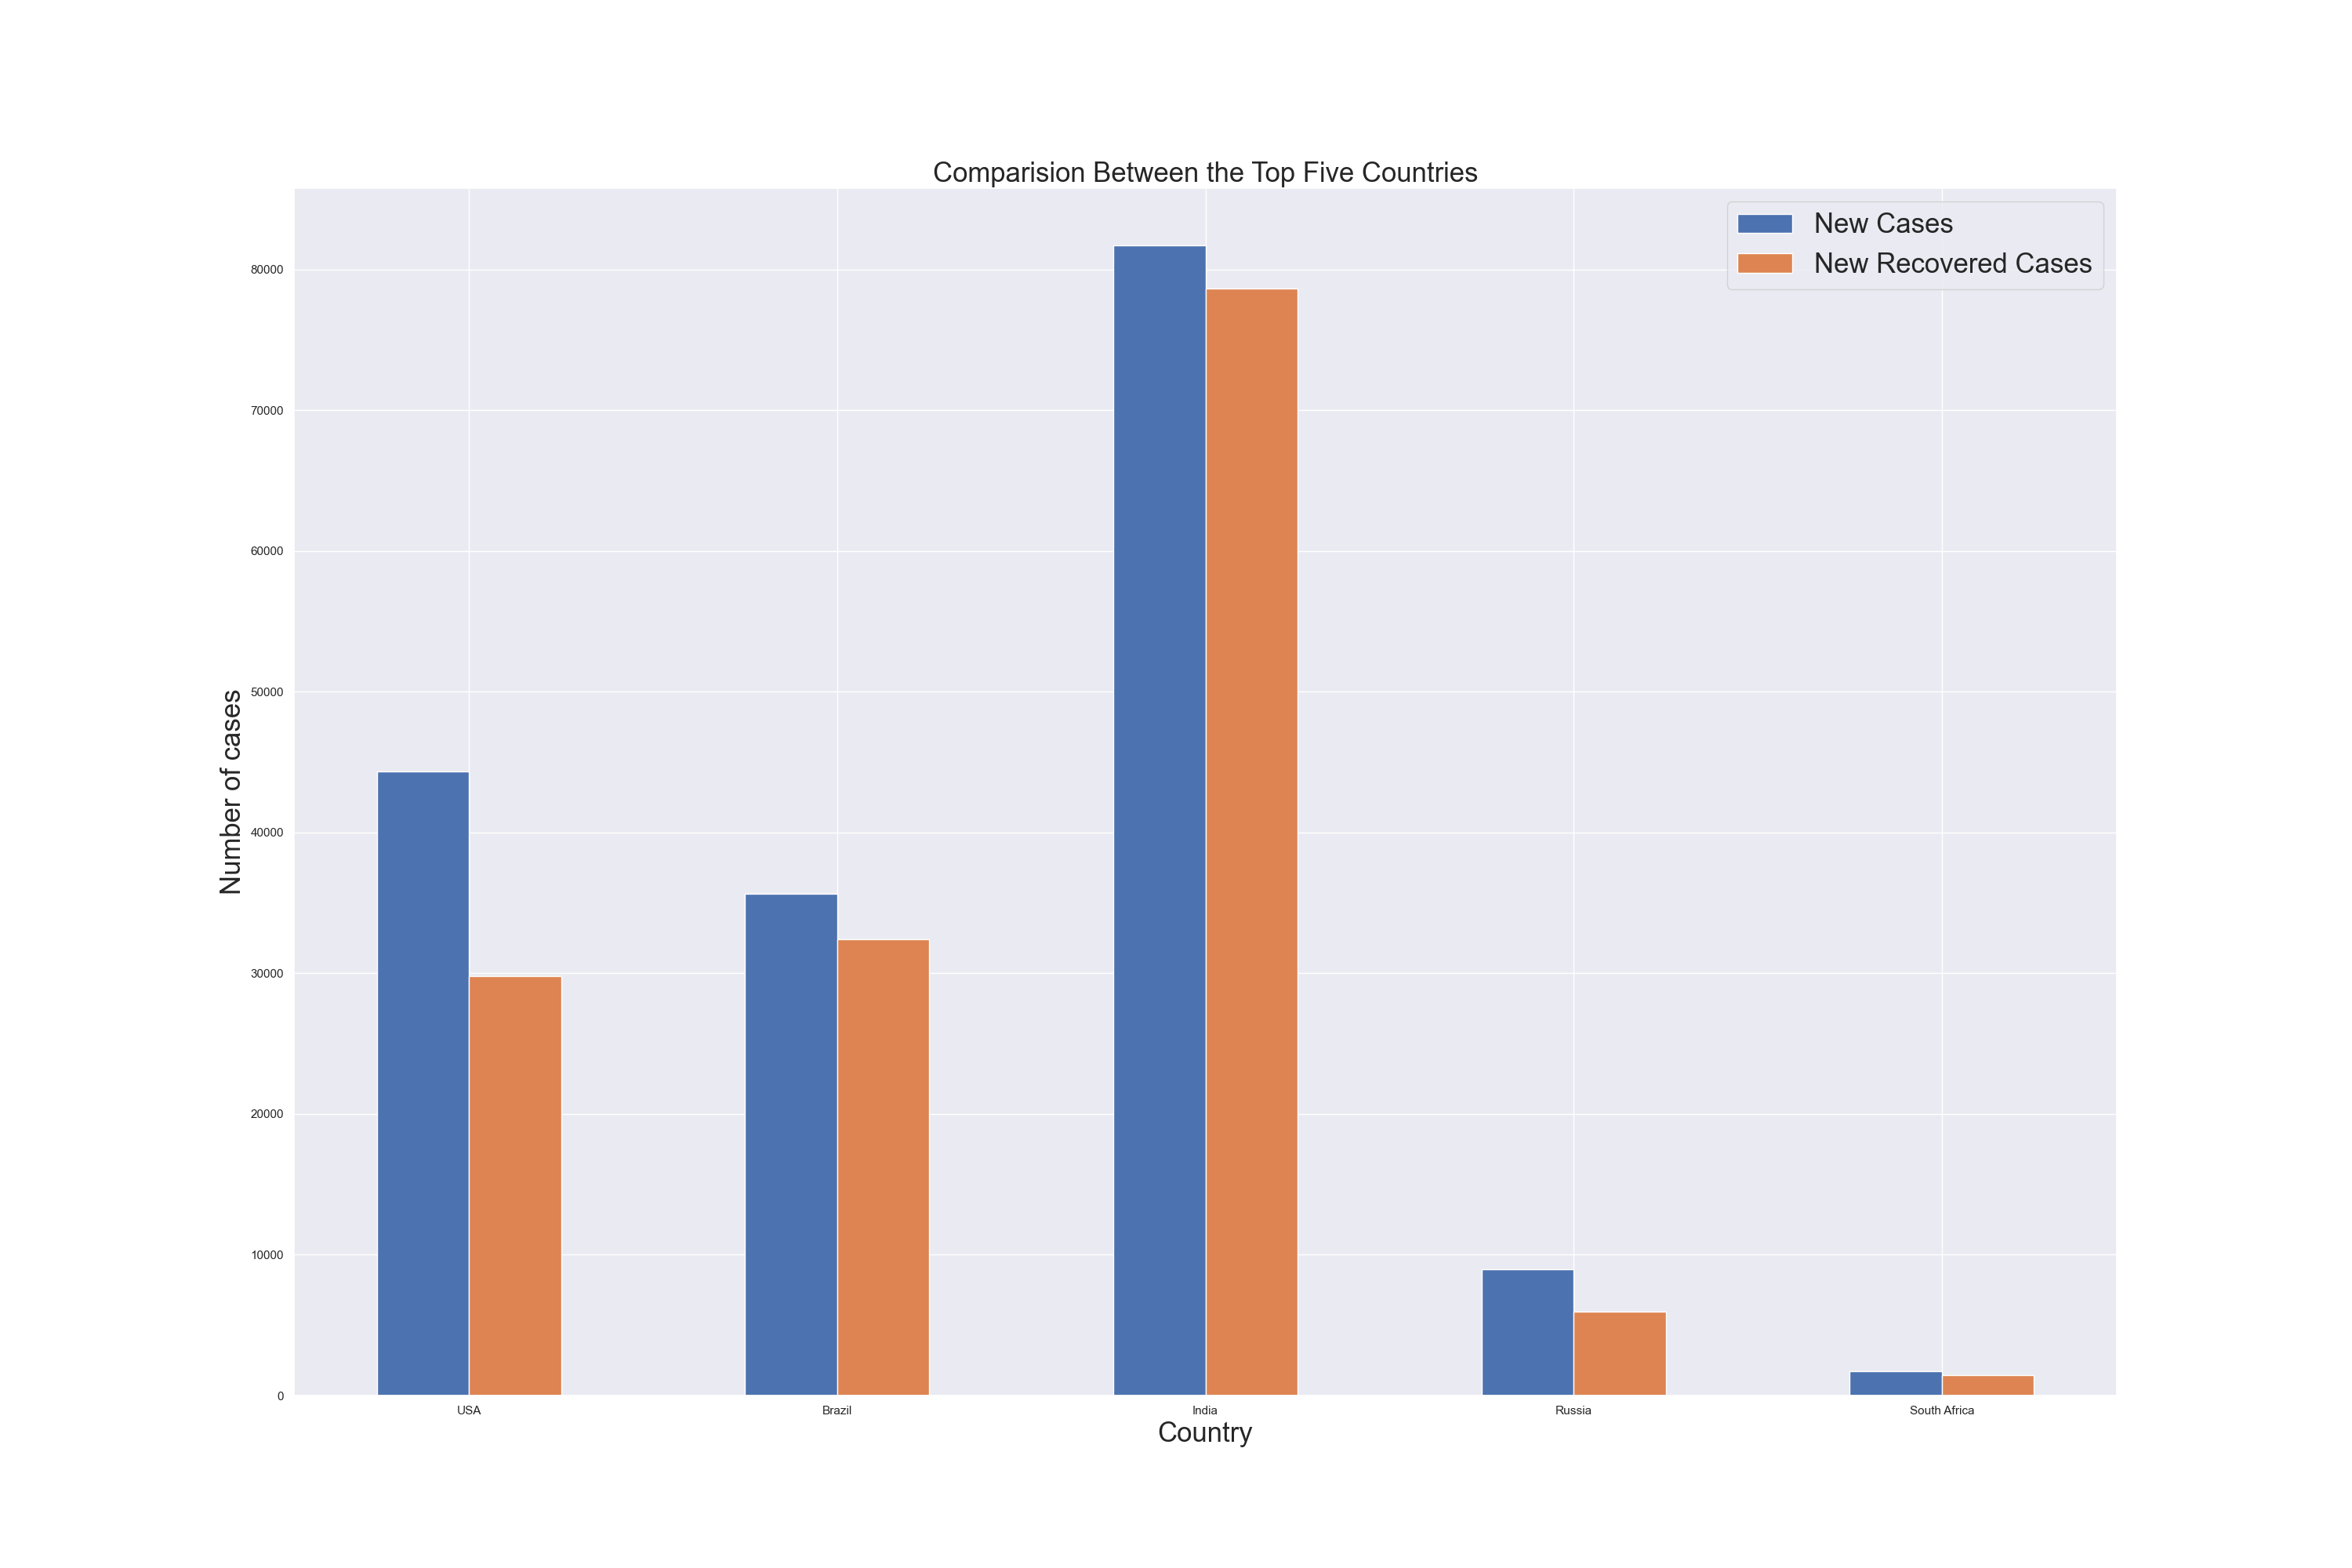 Comparision Between the Top Five Countries
New Cases
New Recovered Cases
80000
70000
60000
50000
40000
30000
20000
10000
0
Number of cases
USA
Brazil
India
Russia
South Africa
Country